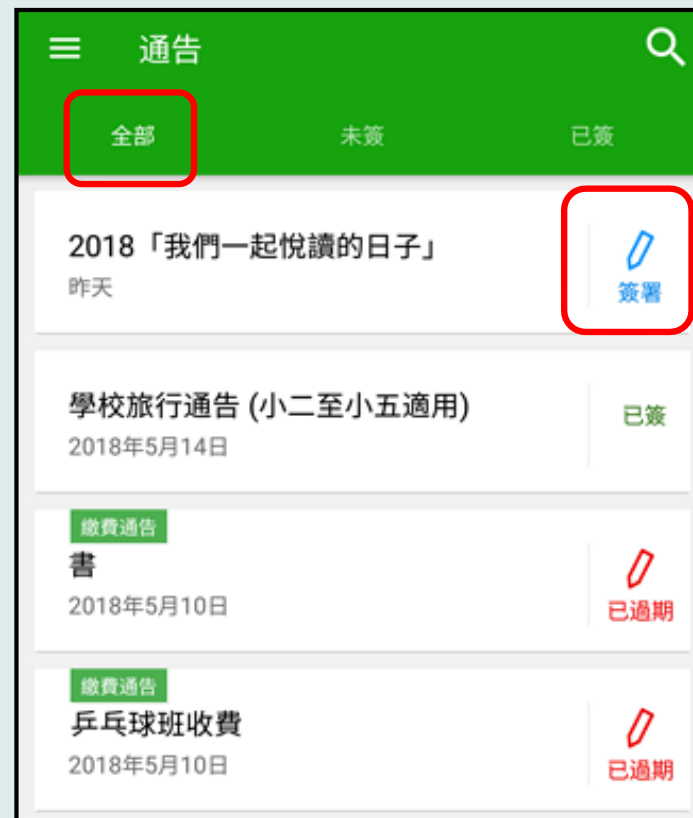 通告
全部 未簽 已簽
2018「我們一起悅讀的日子」
昨天
簽署
學校旅行通告 (小二至小五適用)
已簽
2018年5月14日
繳費通告
書
2018年5月10日
已過期
繳費通告
乒乓球班收費
2018年5月10日
已過期